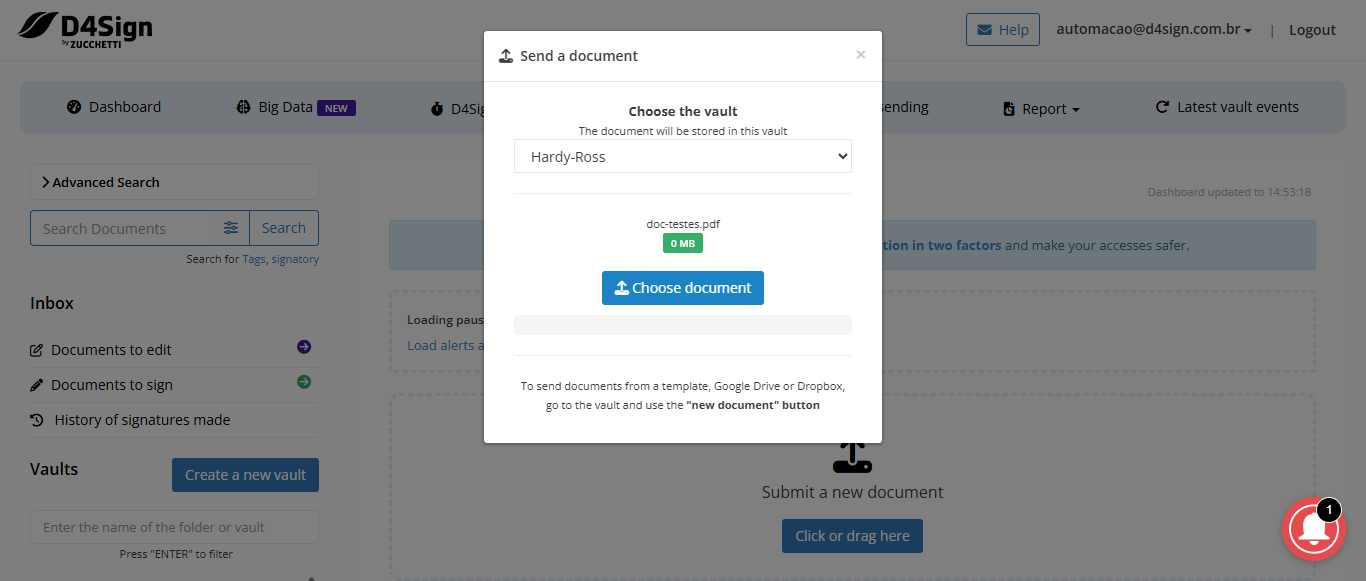 D4Sign
by ZUCCHETTI
Help
automacao@d4sign.com.br
|
Logout
Dashboard
Big Data NEW
D4Sig
sending
Report
Latest vault events
Send a document
×
Choose the vault
The document will be stored in this vault
Hardy-Ross
doc-testes.pdf
0 MB
Choose document
To send documents from a template, Google Drive or Dropbox,
go to the vault and use the "new document" button
Advanced Search
Search Documents
Search
Search for Tags, signatory
Inbox
Documents to edit
Documents to sign
History of signatures made
Vaults
Create a new vault
Enter the name of the folder or vault
Press "ENTER" to filter
Dashboard updated to 14:53:18
tion in two factors and make your accesses safer.
Loading paus
Load alerts a
Submit a new document
Click or drag here
1